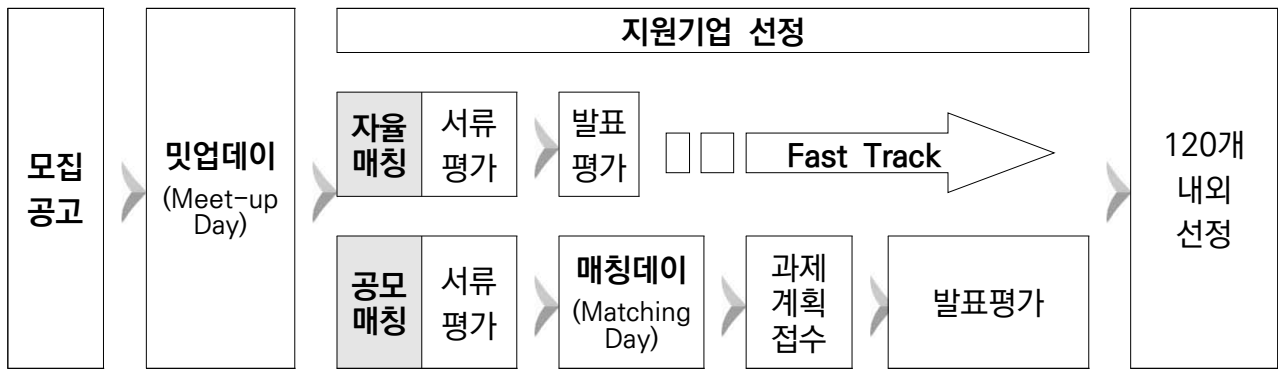 모집
공고
밋업데이
(Meet-up
Day)
지원기업 선정
자율
매칭
서류
평가
발표
평가
Fast Track
공모
매칭
서류
평가
매칭데이
(Matching
Day)
과제
계획
접수
발표평가
120개
내외
선정